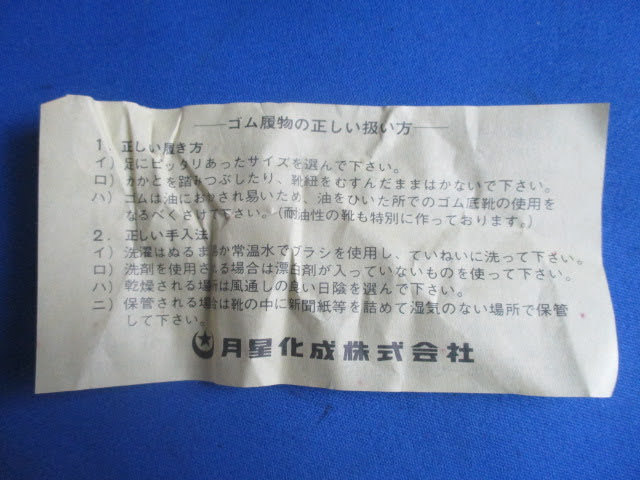 ゴム履物の正しい扱い方
1．正しい履き方
イ）足にピッタリあったサイズを選んで下さい。
ロ）かかとを踏みつぶしたり、靴紐をむすんだままはかないで下さい。
ハ）ゴムは油におかされ易いため、油をひいた所でのゴム底靴の使用を
なるべくさけて下さい。（耐油性の靴も特別に作っております。）
2．正しい手入法
イ）洗濯はぬるま湯か常温水でブラシを使用し、ていねいに洗って下さい。
ロ）洗剤を使用される場合は漂白剤が入っていないものを使って下さい。
ハ）乾燥される場所は風通しの良い日陰を選んで下さい。
ニ）保管される場合は靴の中に新聞紙等を詰めて湿気のない場所で保管
して下さい。
月星化成株式会社